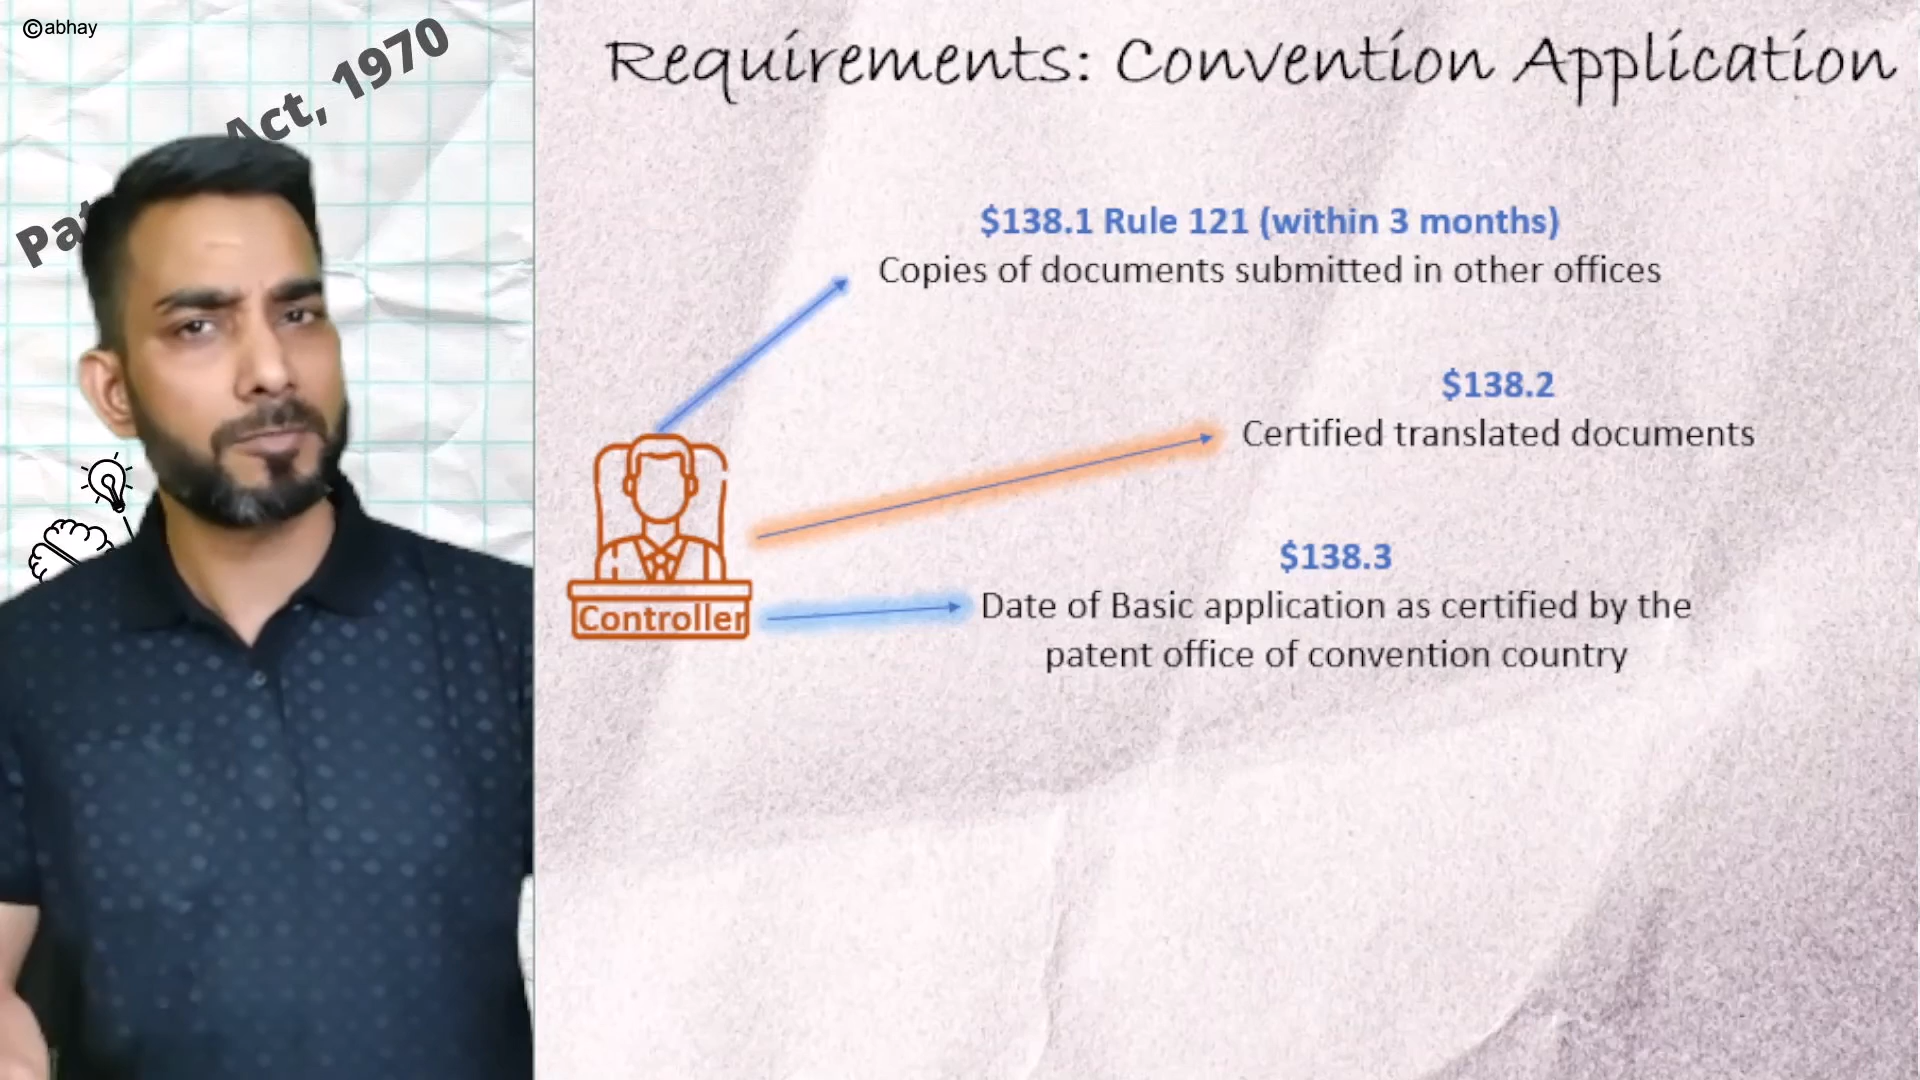 ©abhay
Act, 1970
Requirements: Convention Application
$138.1 Rule 121 (within 3 months)
Copies of documents submitted in other offices
$138.2
Certified translated documents
$138.3
Date of Basic application as certified by the
patent office of convention country
Controller